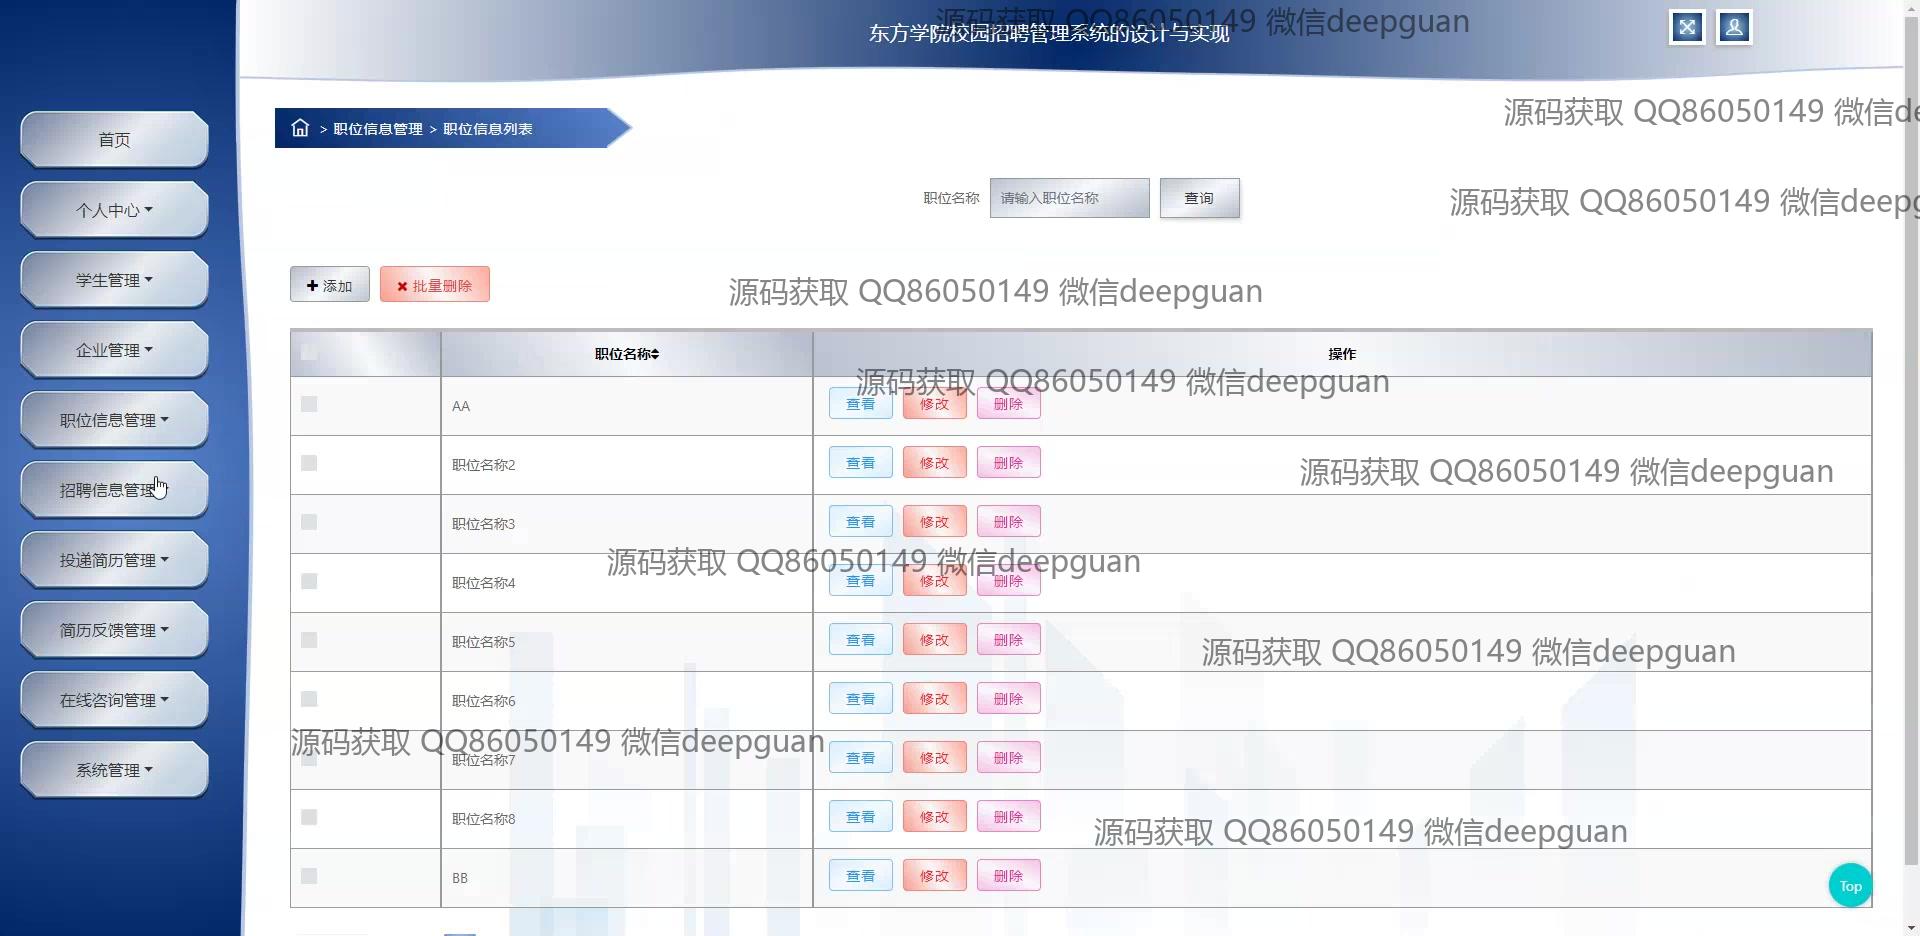 源码获取 QQ86050149 微信deepguan
东方学院校园招聘管理系统的设计与实现
源码获取 QQ86050149 微信de
首页
> 职位信息管理 > 职位信息列表
源码获取 QQ86050149 微信deepg
职位名称 请输入职位名称 查询
个人中心
学生管理
添加 批量删除
源码获取 QQ86050149 微信deepguan
企业管理
职位名称 操作
源码获取 QQ86050149 微信deepguan
AA 查看 修改 删除
职位信息管理
职位名称2 查看 修改 删除
源码获取 QQ86050149 微信deepguan
招聘信息管理
职位名称3 查看 修改 删除
投递简历管理
源码获取 QQ86050149 微信deepguan
职位名称4 查看 修改 删除
简历反馈管理
职位名称5 查看 修改 删除
源码获取 QQ86050149 微信deepguan
在线咨询管理
职位名称6 查看 修改 删除
源码获取 QQ86050149 微信deepguan
职位名称7 查看 修改 删除
系统管理
职位名称8 查看 修改 删除
源码获取 QQ86050149 微信deepguan
BB 查看 修改 删除
Top